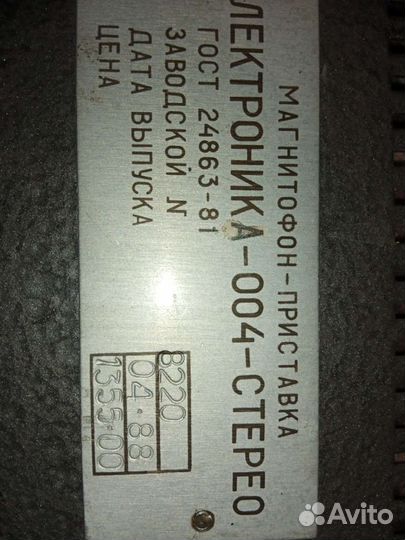 МАГНИТОФОН-ПРИСТАВКА
ЛЕКТРОНИКА-004-СТЕРЕО
ГОСТ 24863-81
ЗАВОДСКОЙ N 8220
ДАТА ВЫПУСКА 04·88
ЦЕНА 1355·00
Avito